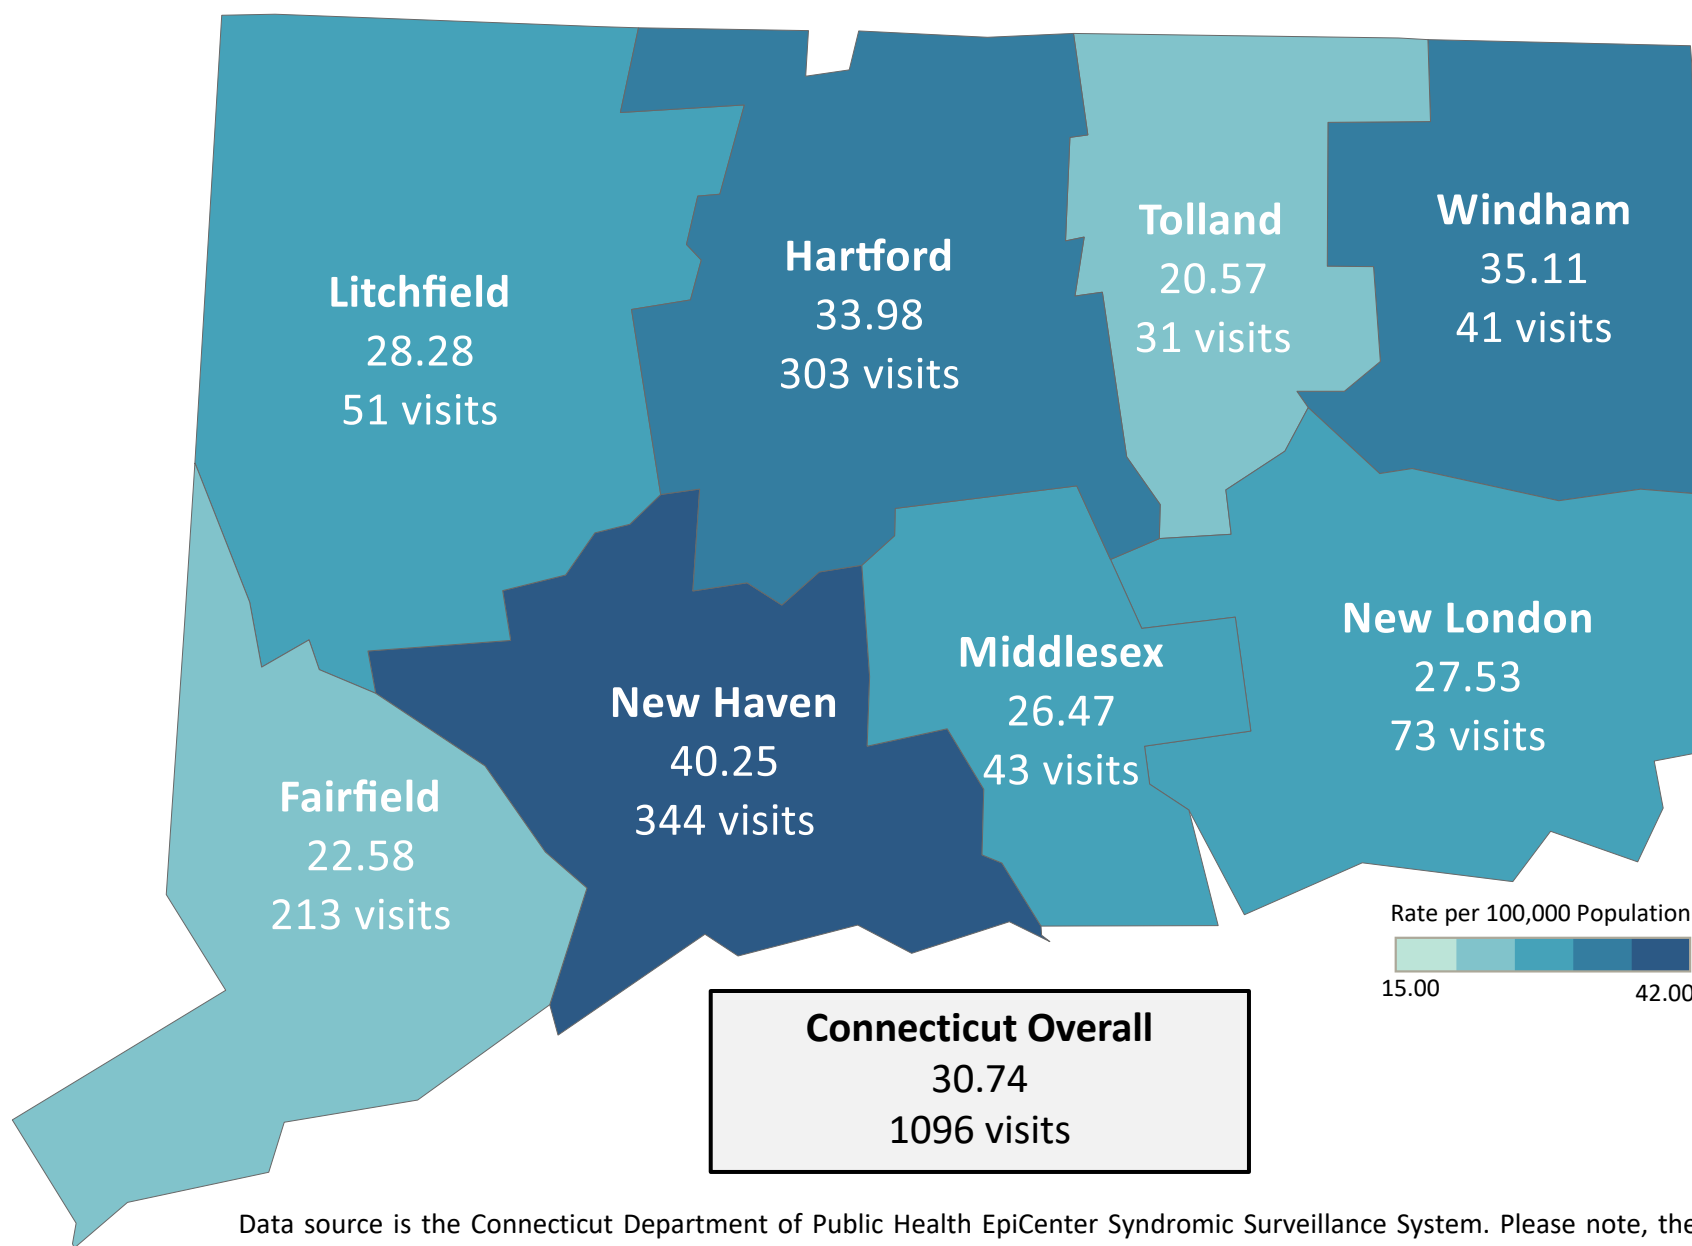 Litchfield
28.28
51 visits
Hartford
33.98
303 visits
Tolland
20.57
31 visits
Windham
35.11
41 visits
Fairfield
22.58
213 visits
New Haven
40.25
344 visits
Middlesex
26.47
43 visits
New London
27.53
73 visits
Rate per 100,000 Population
15.00
42.00
Connecticut Overall
30.74
1096 visits
Data source is the Connecticut Department of Public Health EpiCenter Syndromic Surveillance System. Please note, the